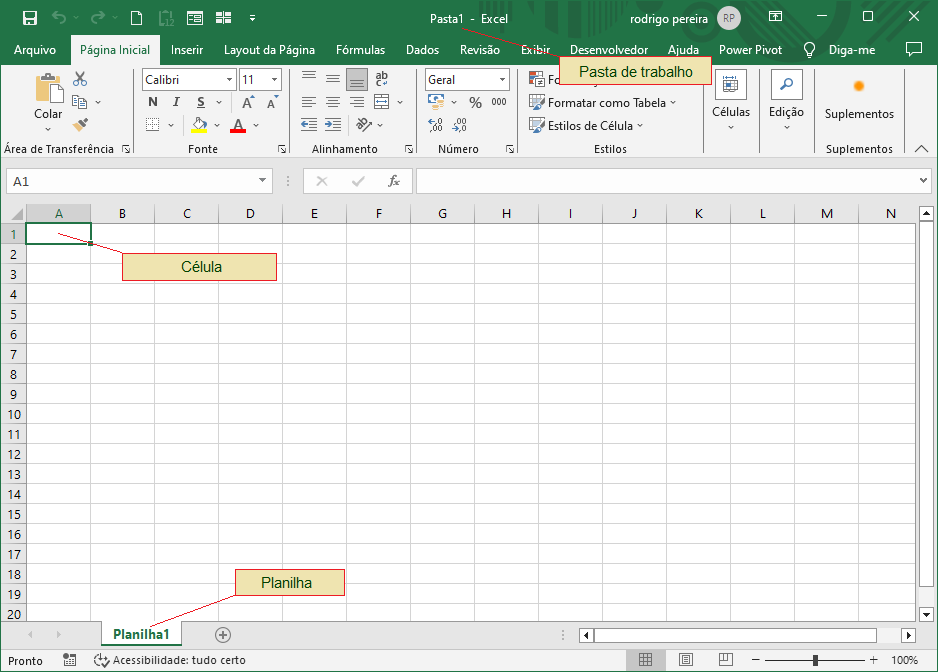 Pasta1 - Excel
rodrigo pereira RP
Arquivo Página Inicial Inserir Layout da Página Fórmulas Dados Revisão Exibir Desenvolvedor Ajuda Power Pivot Diga-me
Pasta de trabalho
Colar
Calibri 11
N I S A A
A
ab
c
Geral
% 000
Formatar como Tabela
Estilos de Célula
Células
Edição
Suplementos
Área de Transferência Fonte Alinhamento Número Estilos Suplementos
A1 fx
A B C D E F G H I J K L M N
1
2
Célula
3
4
5
6
7
8
9
10
11
12
13
14
15
16
17
18
Planilha
19
20
Planilha1
Pronto Acessibilidade: tudo certo 100%